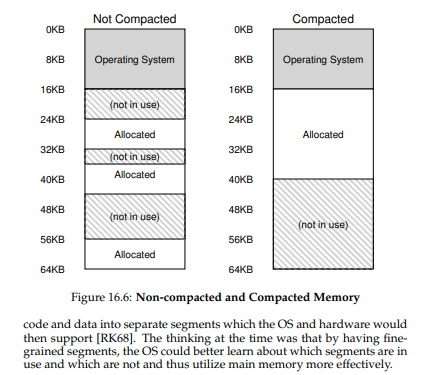 Not Compacted
0KB
8KB
Operating System
16KB
(not in use)
24KB
Allocated
32KB
(not in use)
Allocated
40KB
48KB
(not in use)
56KB
Allocated
64KB
Compacted
0KB
8KB
Operating System
16KB
24KB
32KB
Allocated
40KB
48KB
(not in use)
56KB
64KB
Figure 16.6: Non-compacted and Compacted Memory
code and data into separate segments which the OS and hardware would
then support [RK68]. The thinking at the time was that by having fine-
grained segments, the OS could better learn about which segments are in
use and which are not and thus utilize main memory more effectively.